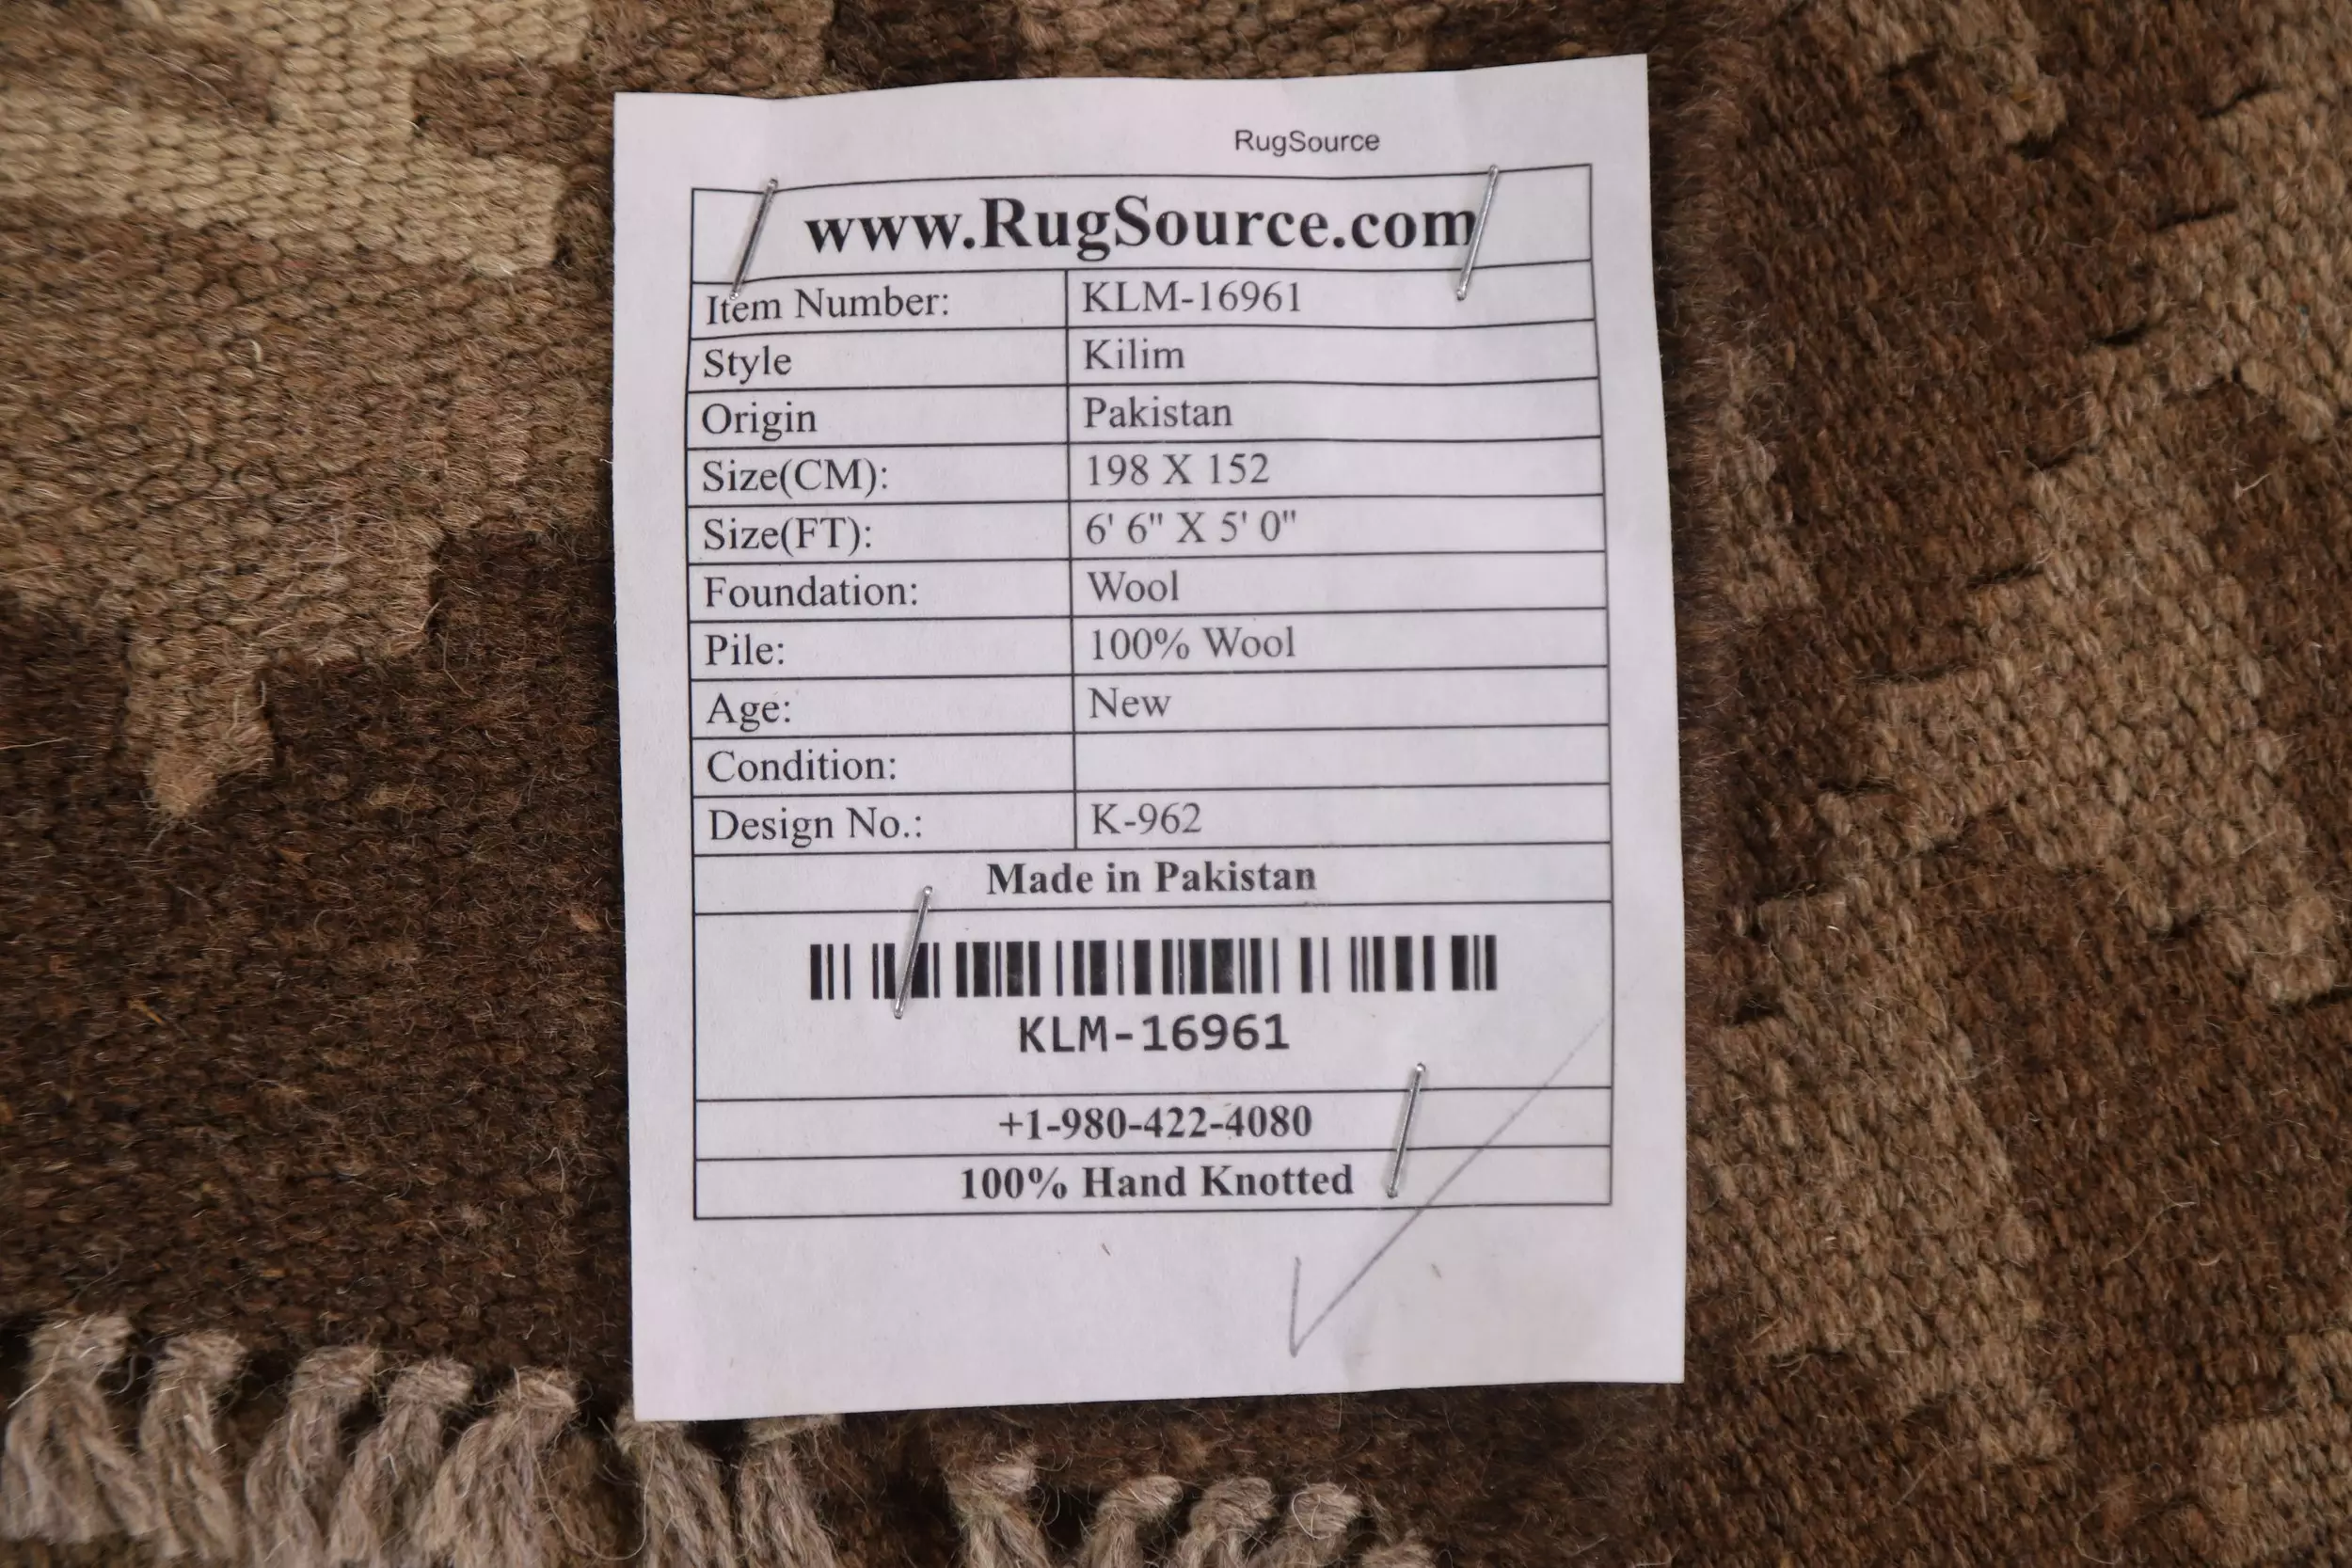 RugSource
www.RugSource.com
Item Number: KLM-16961
Style Kilim
Origin Pakistan
Size(CM): 198 X 152
Size(FT): 6' 6" X 5' 0"
Foundation: Wool
Pile: 100% Wool
Age: New
Condition:
Design No.: K-962
Made in Pakistan
KLM-16961
+1-980-422-4080
100% Hand Knotted